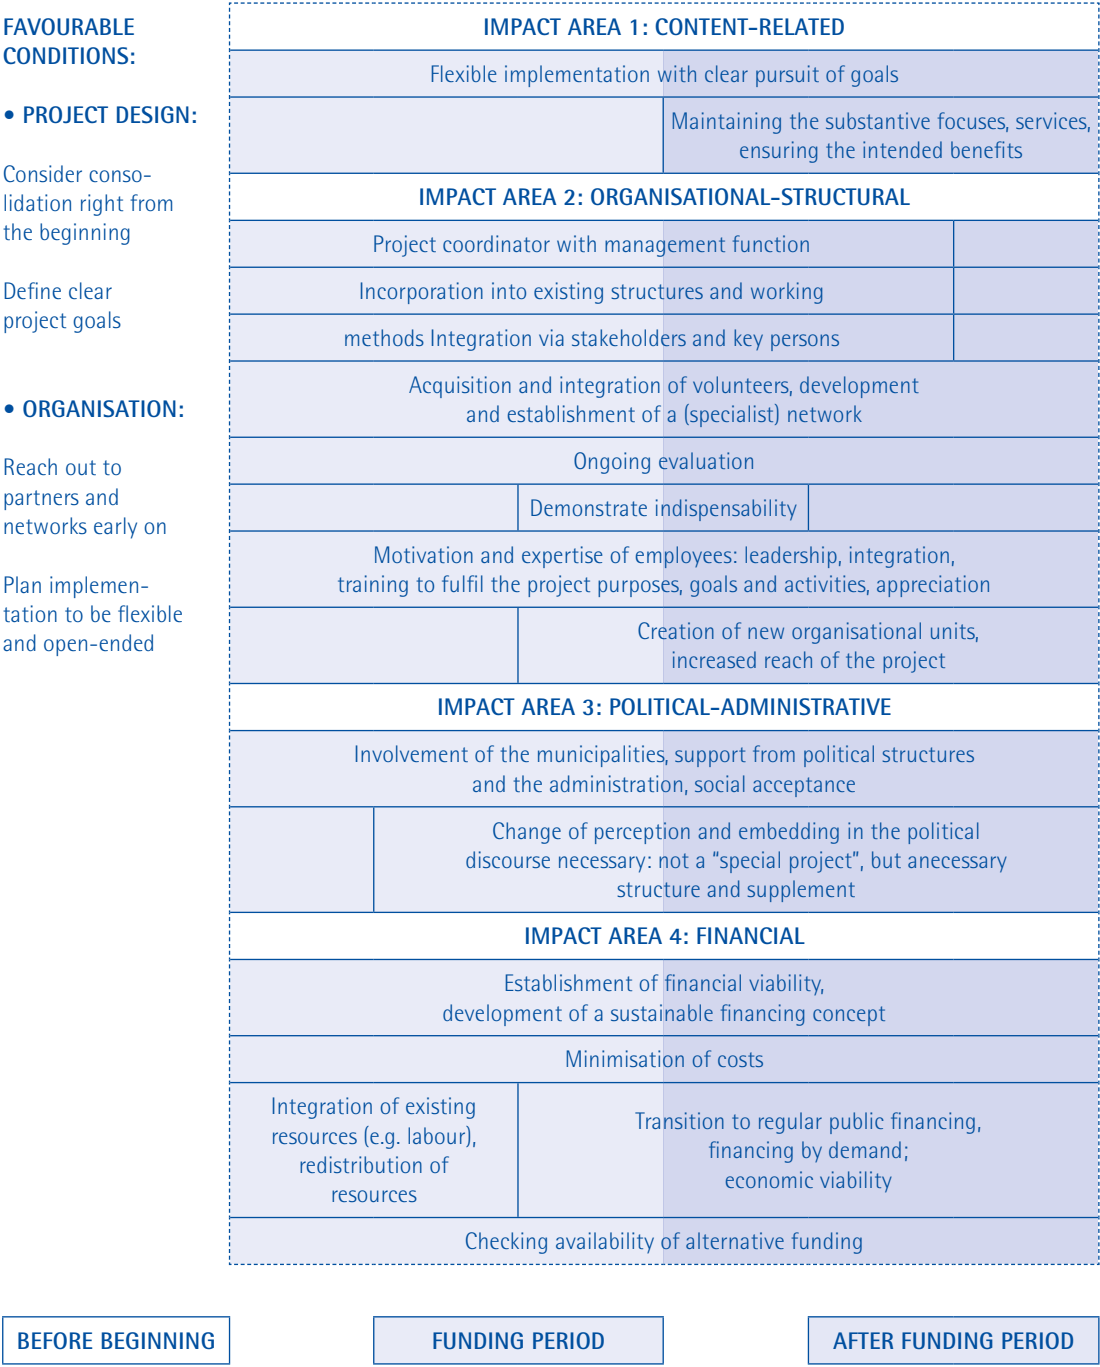 FAVOURABLE
CONDITIONS:
• PROJECT DESIGN:
Consider conso-
lidation right from
the beginning
Define clear
project goals
• ORGANISATION:
Reach out to
partners and
networks early on
Plan implemen-
tation to be flexible
and open-ended
IMPACT AREA 1: CONTENT-RELATED
Flexible implementation with clear pursuit of goals
Maintaining the substantive focuses, services,
ensuring the intended benefits
IMPACT AREA 2: ORGANISATIONAL-STRUCTURAL
Project coordinator with management function
Incorporation into existing structures and working
methods Integration via stakeholders and key persons
Acquisition and integration of volunteers, development
and establishment of a (specialist) network
Ongoing evaluation
Demonstrate indispensability
Motivation and expertise of employees: leadership, integration,
training to fulfil the project purposes, goals and activities, appreciation
Creation of new organisational units,
increased reach of the project
IMPACT AREA 3: POLITICAL-ADMINISTRATIVE
Involvement of the municipalities, support from political structures
and the administration, social acceptance
Change of perception and embedding in the political
discourse necessary: not a “special project”, but anecessary
structure and supplement
IMPACT AREA 4: FINANCIAL
Establishment of financial viability,
development of a sustainable financing concept
Minimisation of costs
Integration of existing
resources (e.g. labour),
redistribution of
resources
Transition to regular public financing,
financing by demand;
economic viability
Checking availability of alternative funding
BEFORE BEGINNING
FUNDING PERIOD
AFTER FUNDING PERIOD